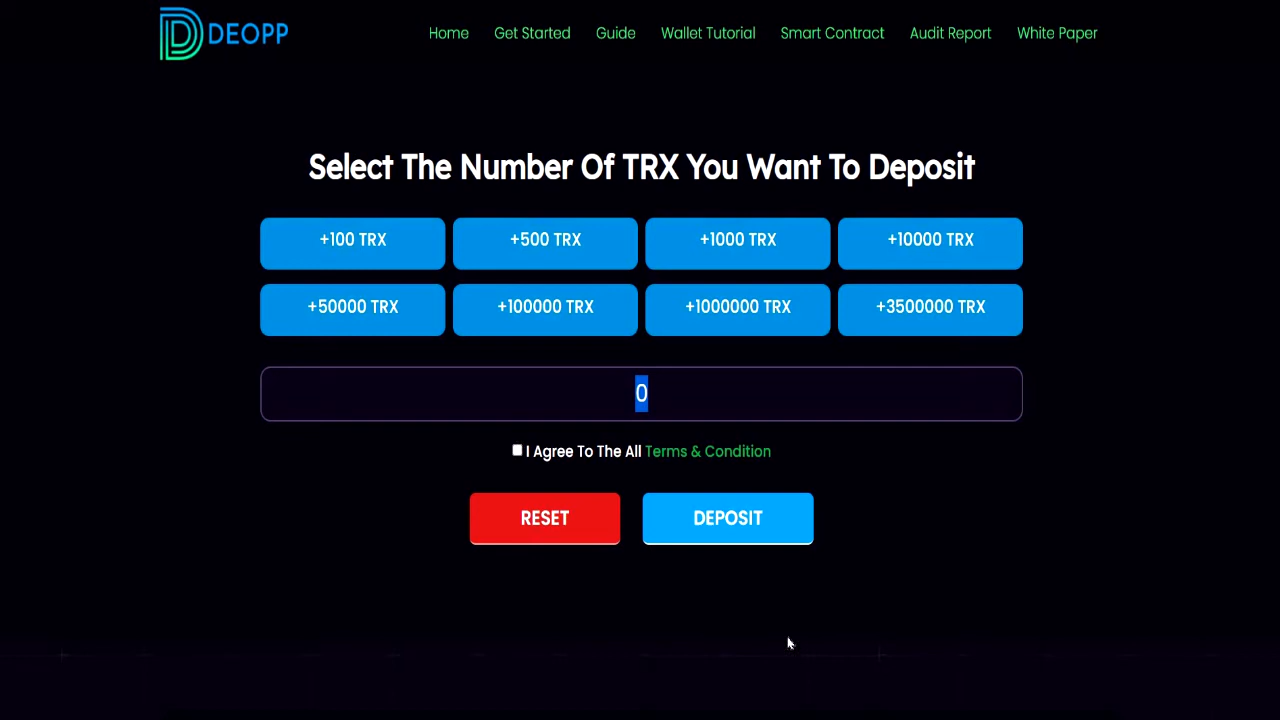 DEOPP
Home Get Started Guide Wallet Tutorial Smart Contract Audit Report White Paper
Select The Number Of TRX You Want To Deposit
+100 TRX +500 TRX +1000 TRX +10000 TRX
+50000 TRX +100000 TRX +1000000 TRX +3500000 TRX
0
I Agree To The All Terms & Condition
RESET DEPOSIT